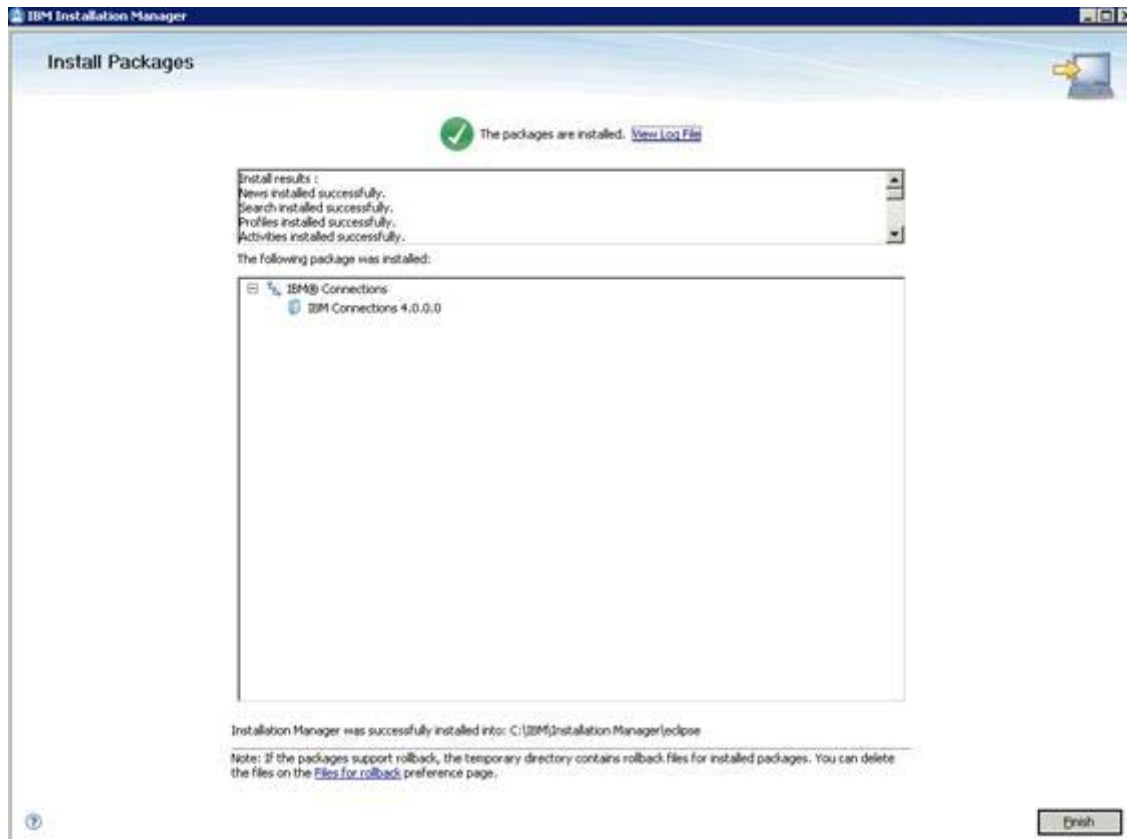 IBM Installation Manager
Install Packages
The packages are installed. View Log File
Install results :
News installed successfully.
Search installed successfully.
Profiles installed successfully.
Activities installed successfully.
The following package was installed:
IBM® Connections
IBM Connections 4.0.0.0
Installation Manager was successfully installed into: C:\IBM\Installation Manager\eclipse
Note: If the packages support rollback, the temporary directory contains rollback files for installed packages. You can delete
the files on the Files for rollback preference page.
Finish